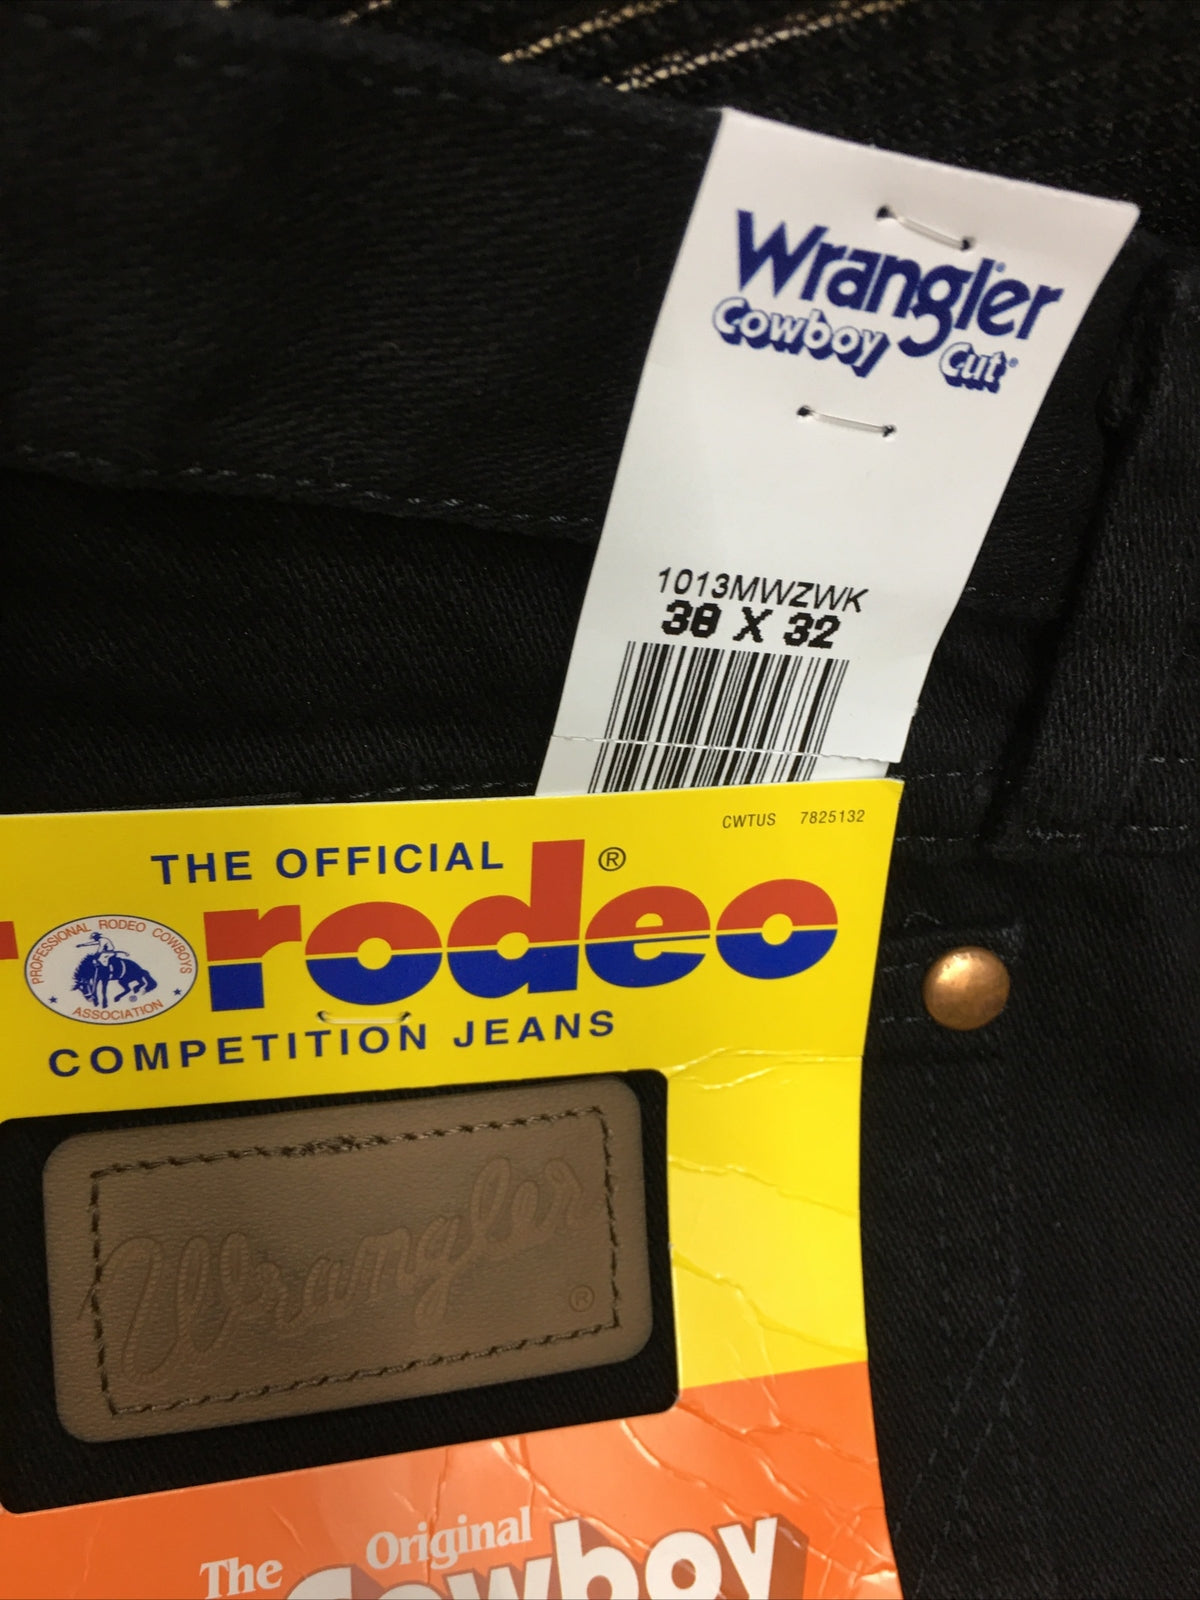 Wrangler
Cowboy Cut®
1013MWZWK
38 X 32
CWTUS 7825132
THE OFFICIAL
rodeo®
PROFESSIONAL RODEO COWBOYS
ASSOCIATION
COMPETITION JEANS
Wrangler
®
The Original
Cowboy